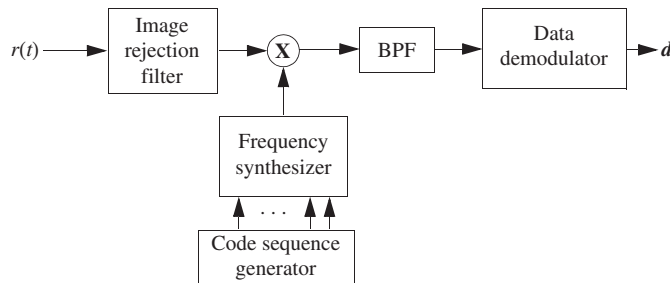 Image
rejection
filter
r(t)
X
BPF
Data
demodulator
d
Frequency
synthesizer
. . .
Code sequence
generator